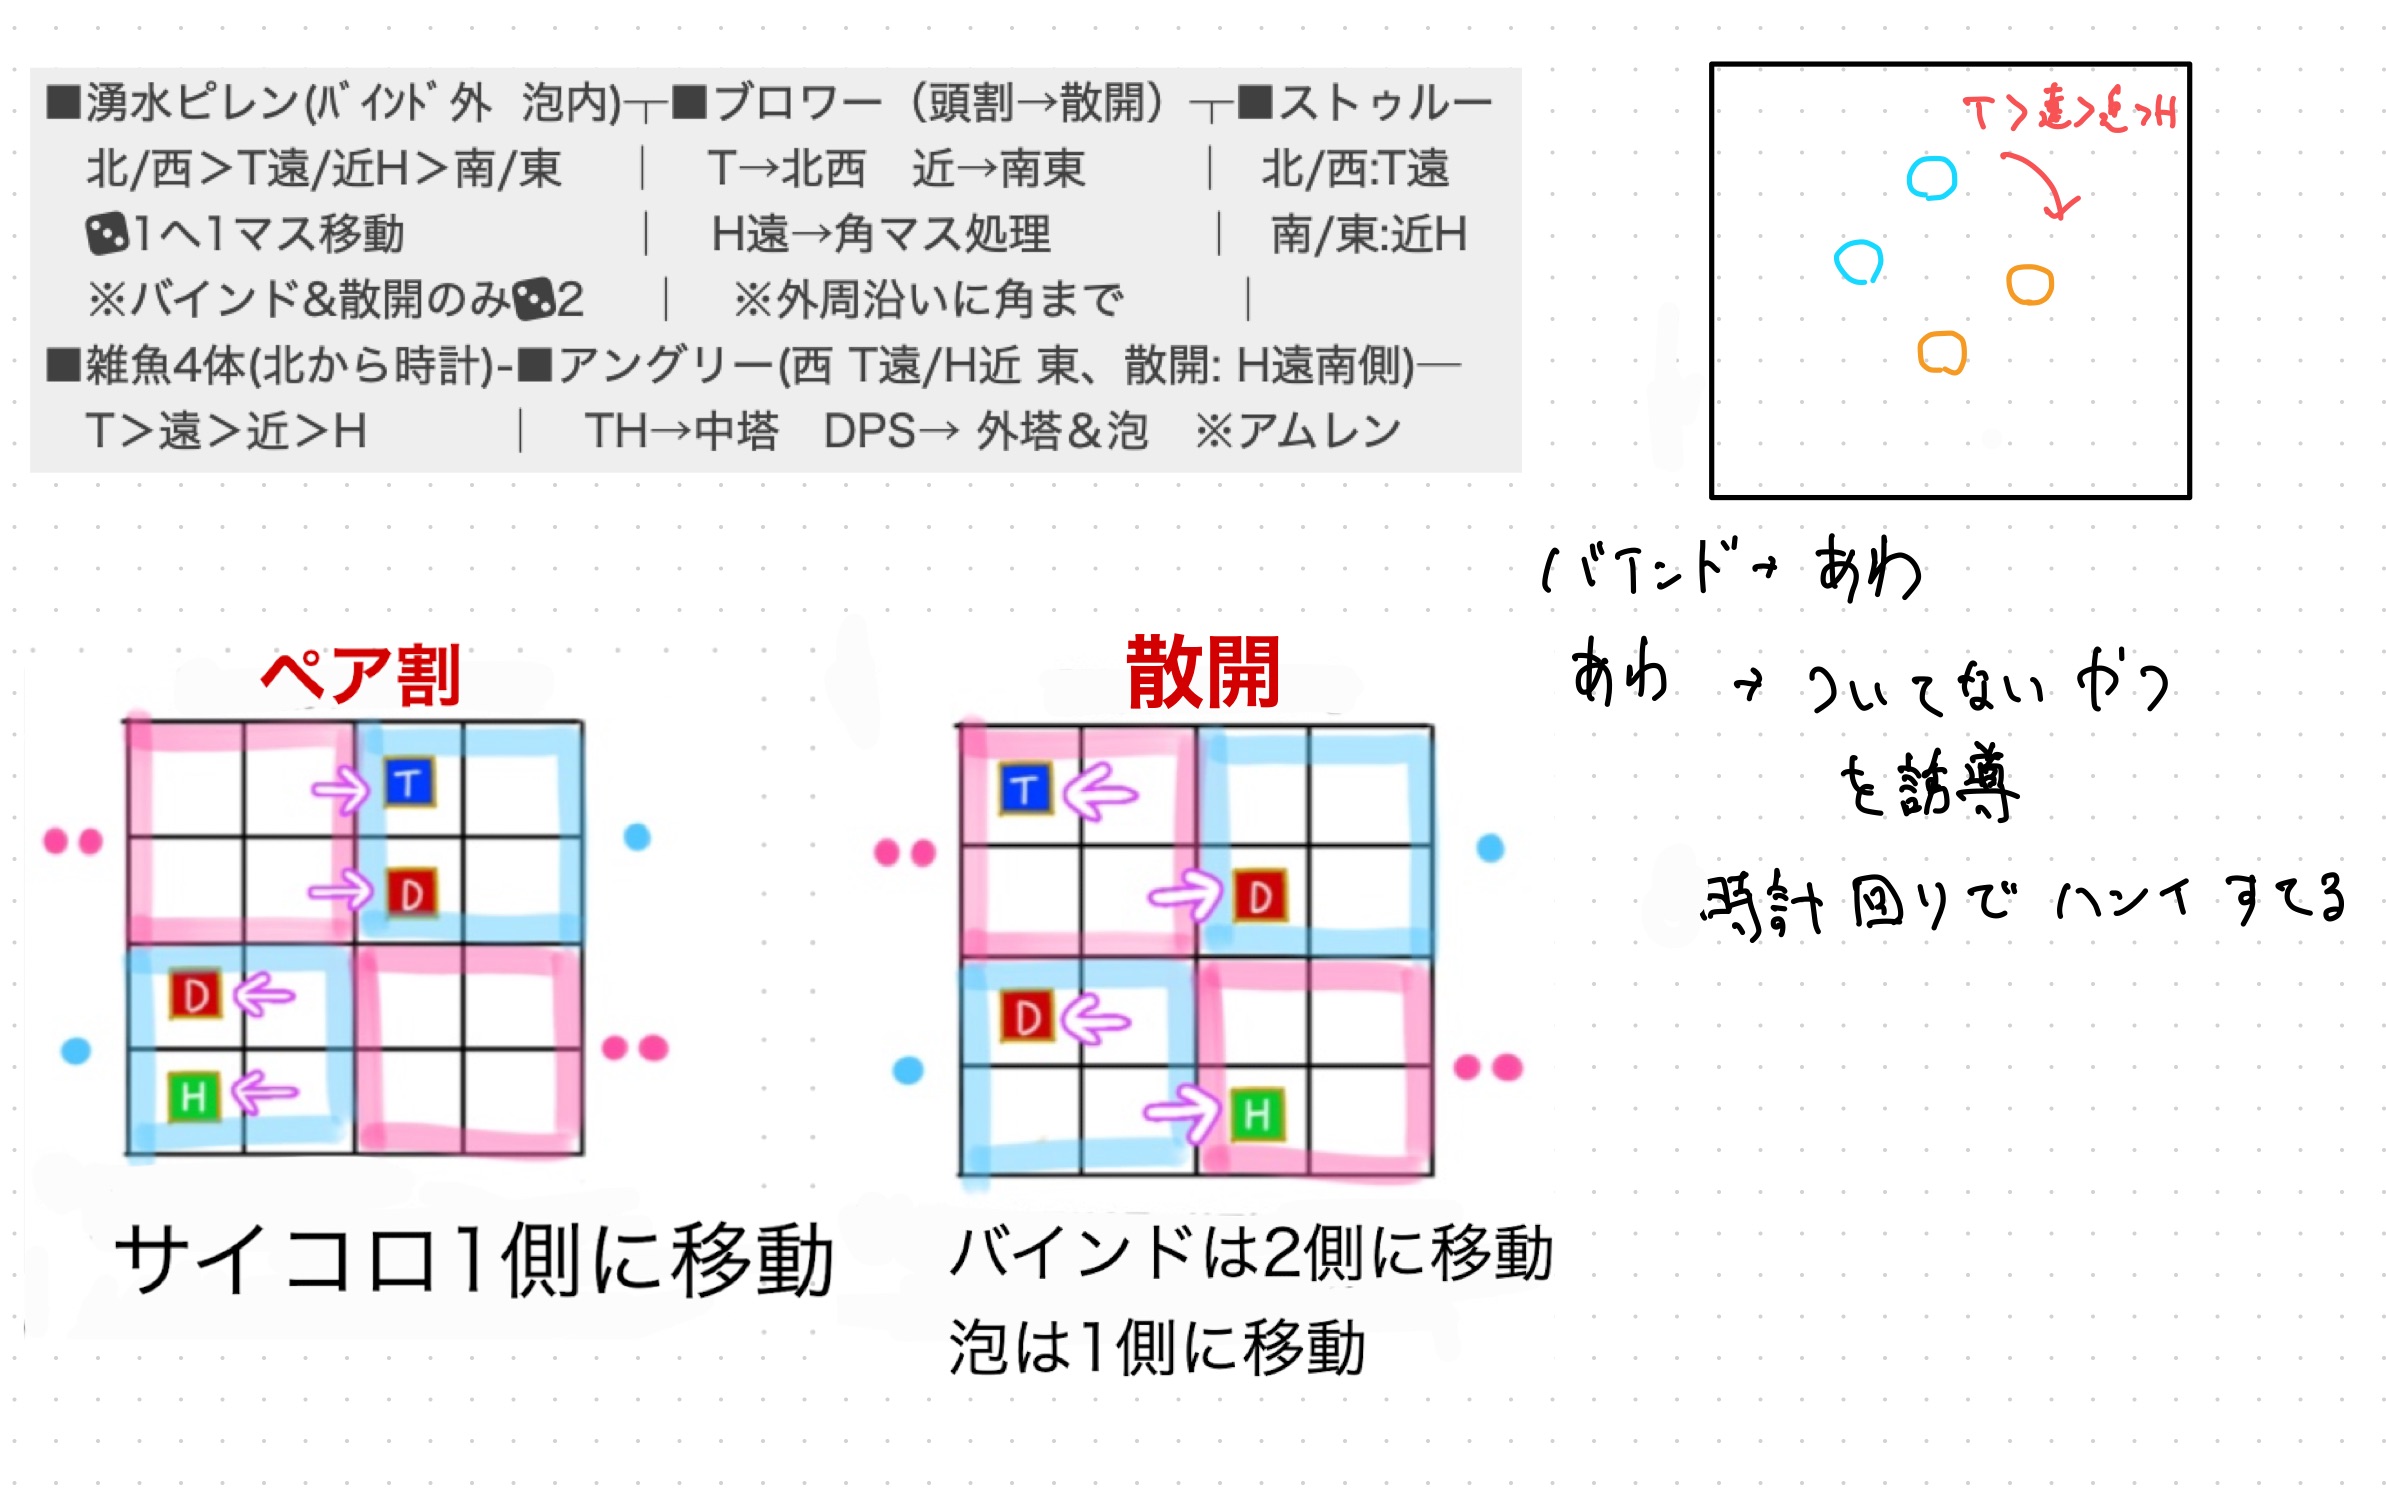 ■湧水ピレン(ﾊﾞｲﾝﾄﾞ外 泡内)┬■ブロワー（頭割→散開）┬■ストゥルー
北/西＞T遠/近H＞南/東 ｜ T→北西 近→南東 ｜ 北/西:T遠
🎲1へ1マス移動 ｜ H遠→角マス処理 ｜ 南/東:近H
※バインド&散開のみ🎲2 ｜ ※外周沿いに角まで ｜
■雑魚4体(北から時計)-■アングリー(西 T遠/H近 東、散開: H遠南側)─
T＞遠＞近＞H ｜ TH→中塔 DPS→ 外塔＆泡 ※アムレン
T＞遠＞近＞H
バインド→あわ
あわ→ついてないやつ
を誘導
時計回りでハンイすてる
ペア割
T
D
D
H
サイコロ1側に移動
散開
T
D
D
H
バインドは2側に移動
泡は1側に移動